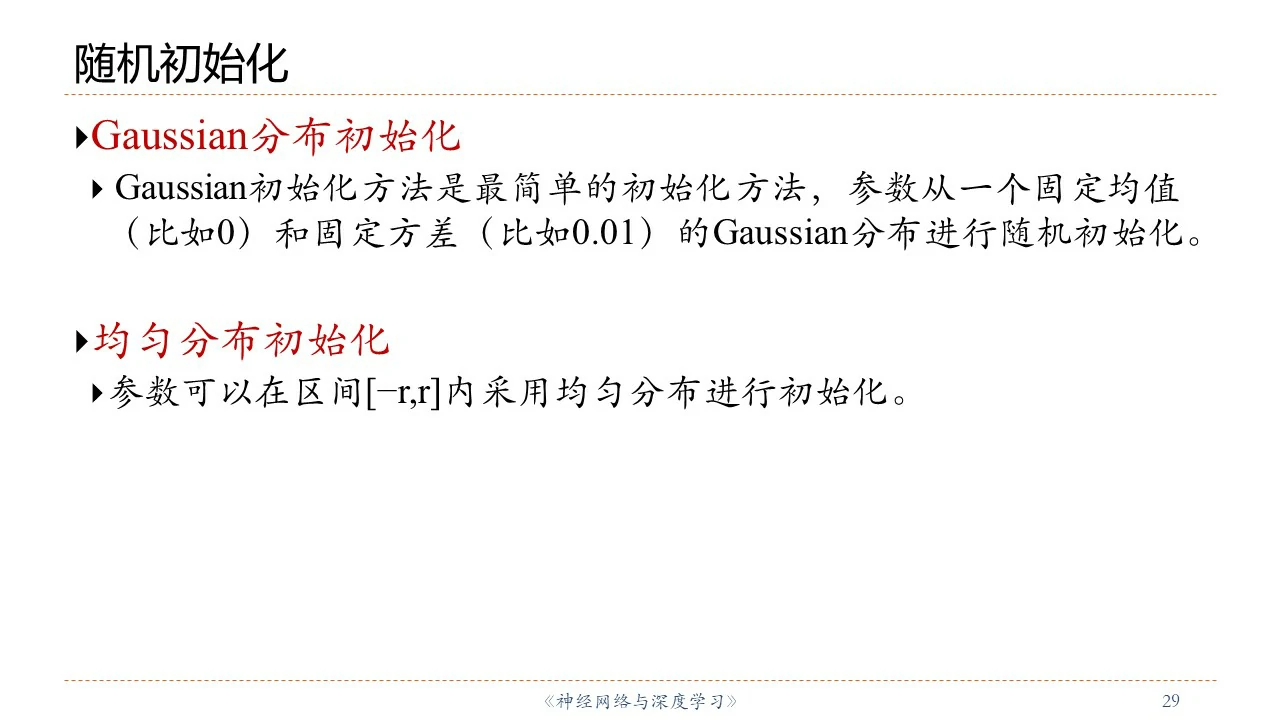 随机初始化
Gaussian分布初始化
Gaussian初始化方法是最简单的初始化方法，参数从一个固定均值
（比如0）和固定方差（比如0.01）的Gaussian分布进行随机初始化。
均匀分布初始化
参数可以在区间[−r,r]内采用均匀分布进行初始化。
《神经网络与深度学习》
29